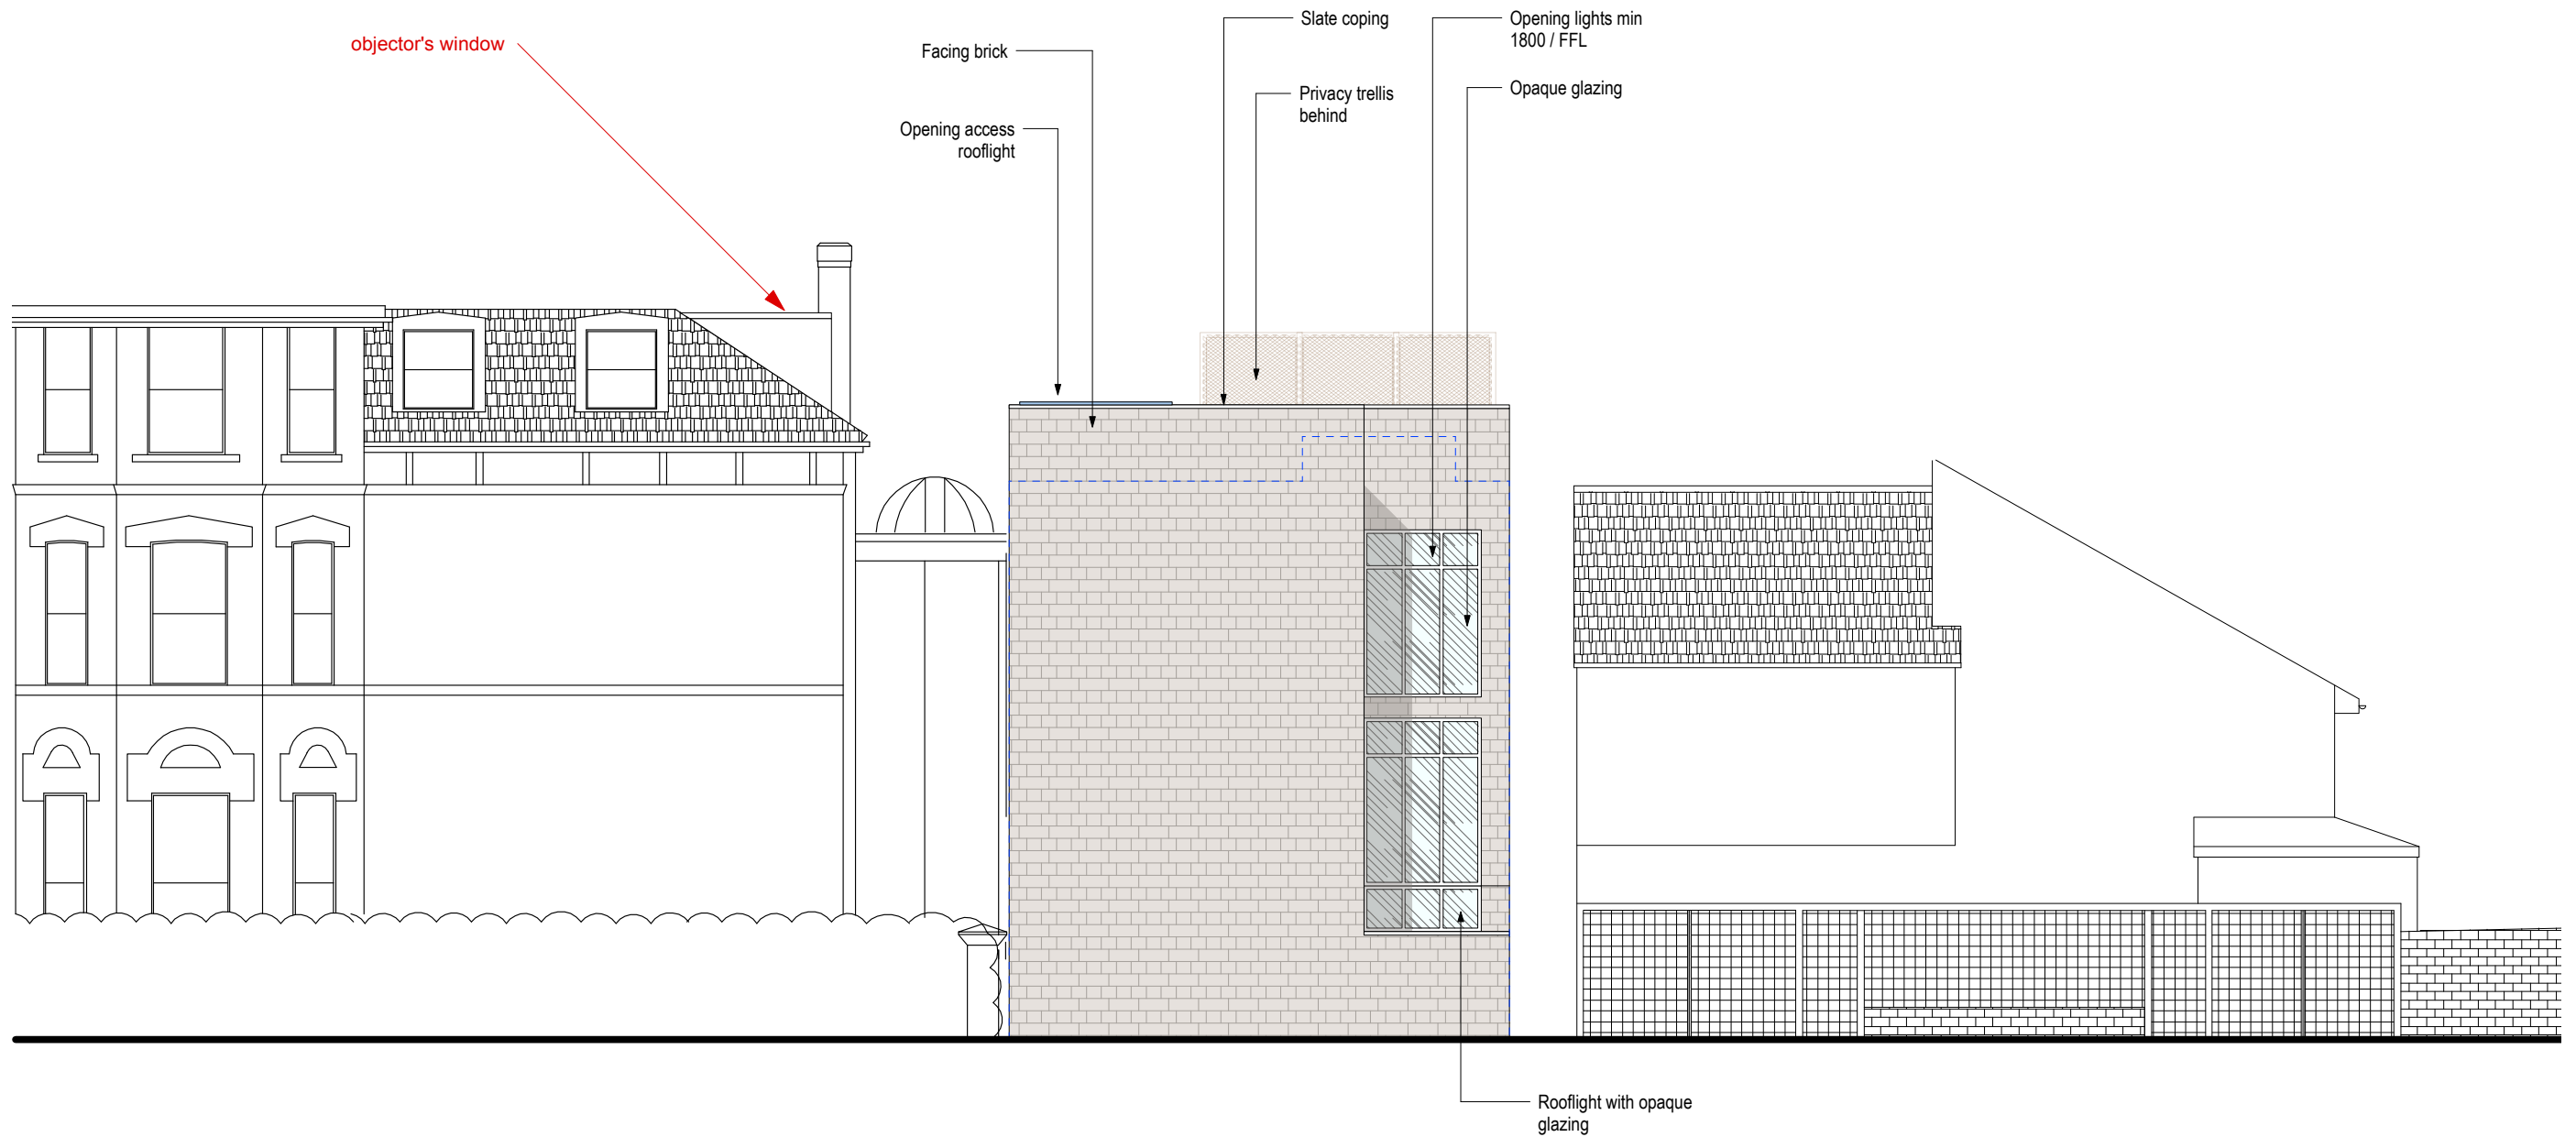 Slate coping
Opening lights min
1800 / FFL
objector's window
Facing brick
Privacy trellis
behind
Opaque glazing
Opening access
rooflight
Rooflight with opaque
glazing